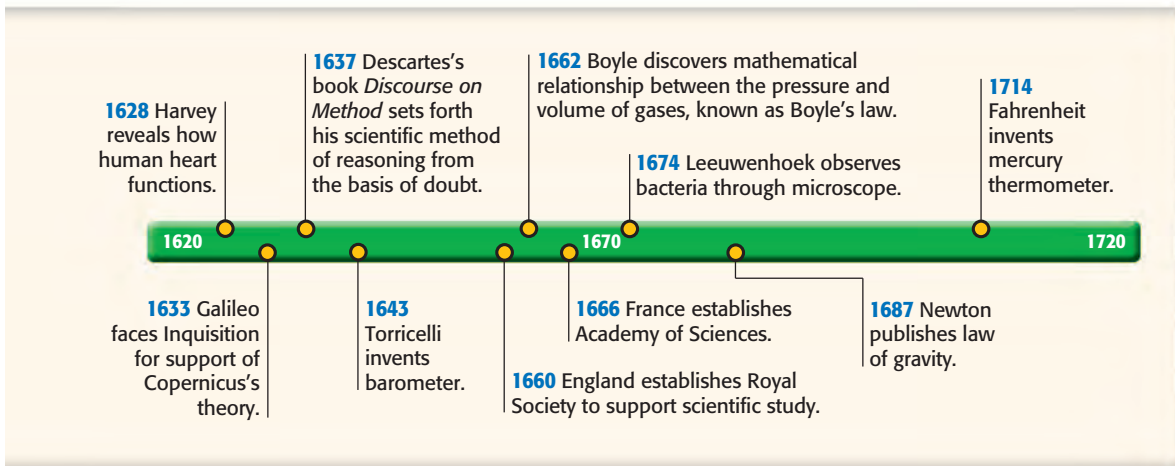 1628 Harvey
reveals how
human heart
functions.
1637 Descartes's
book Discourse on
Method sets forth
his scientific method
of reasoning from
the basis of doubt.
1662 Boyle discovers mathematical
relationship between the pressure and
volume of gases, known as Boyle's law.
1674 Leeuwenhoek observes
bacteria through microscope.
1714
Fahrenheit
invents
mercury
thermometer.
1620
1670
1720
1633 Galileo
faces Inquisition
for support of
Copernicus's
theory.
1643
Torricelli
invents
barometer.
1660 England establishes Royal
Society to support scientific study.
1666 France establishes
Academy of Sciences.
1687 Newton
publishes law
of gravity.